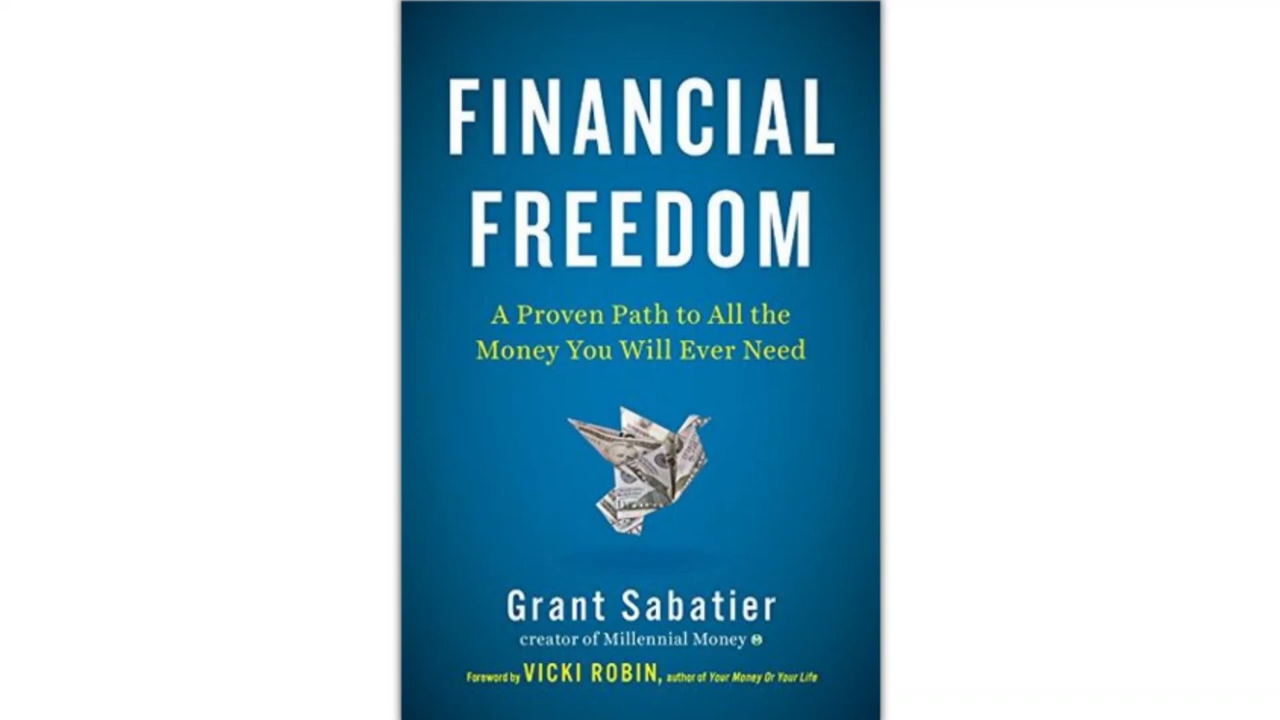 FINANCIAL
FREEDOM
A Proven Path to All the
Money You Will Ever Need
Grant Sabatier
creator of Millennial Money
Foreword by VICKI ROBIN, author of Your Money Or Your Life